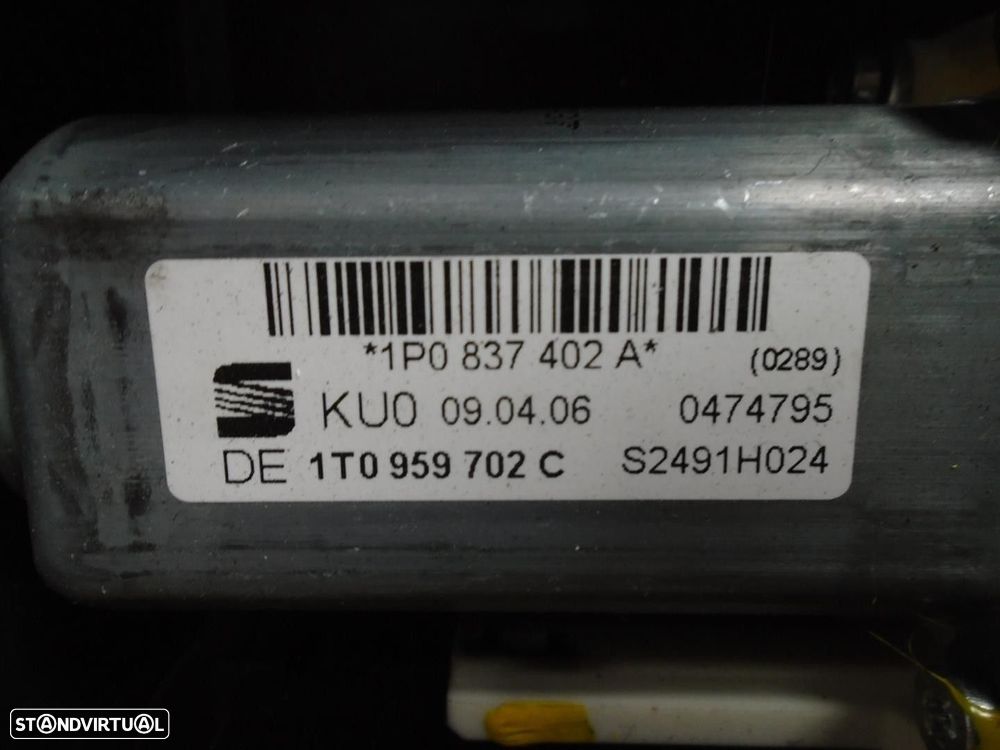 *1P0 837 402 A*
(0289)
KU0 09.04.06 0474795
DE 1T0 959 702 C S2491H024
STANDVIRTUAL